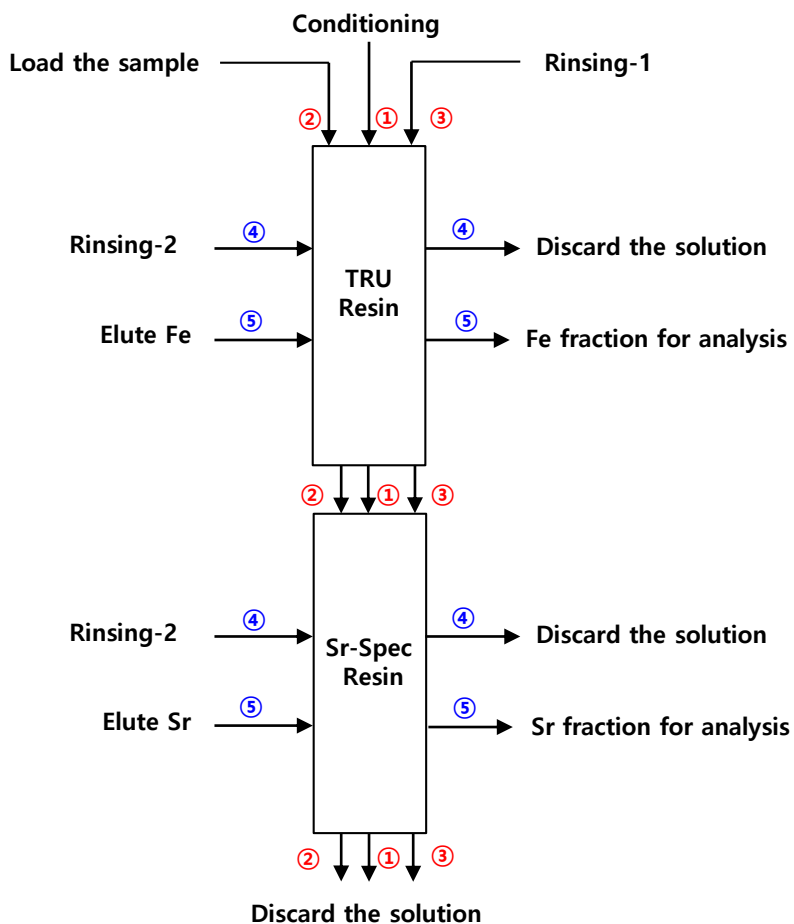 Conditioning
Load the sample
Rinsing-1
② ① ③
Rinsing-2 ④ ④ Discard the solution
TRU
Resin
Elute Fe ⑤ ⑤ Fe fraction for analysis
② ① ③
Rinsing-2 ④ ④ Discard the solution
Sr-Spec
Resin
Elute Sr ⑤ ⑤ Sr fraction for analysis
② ① ③
Discard the solution